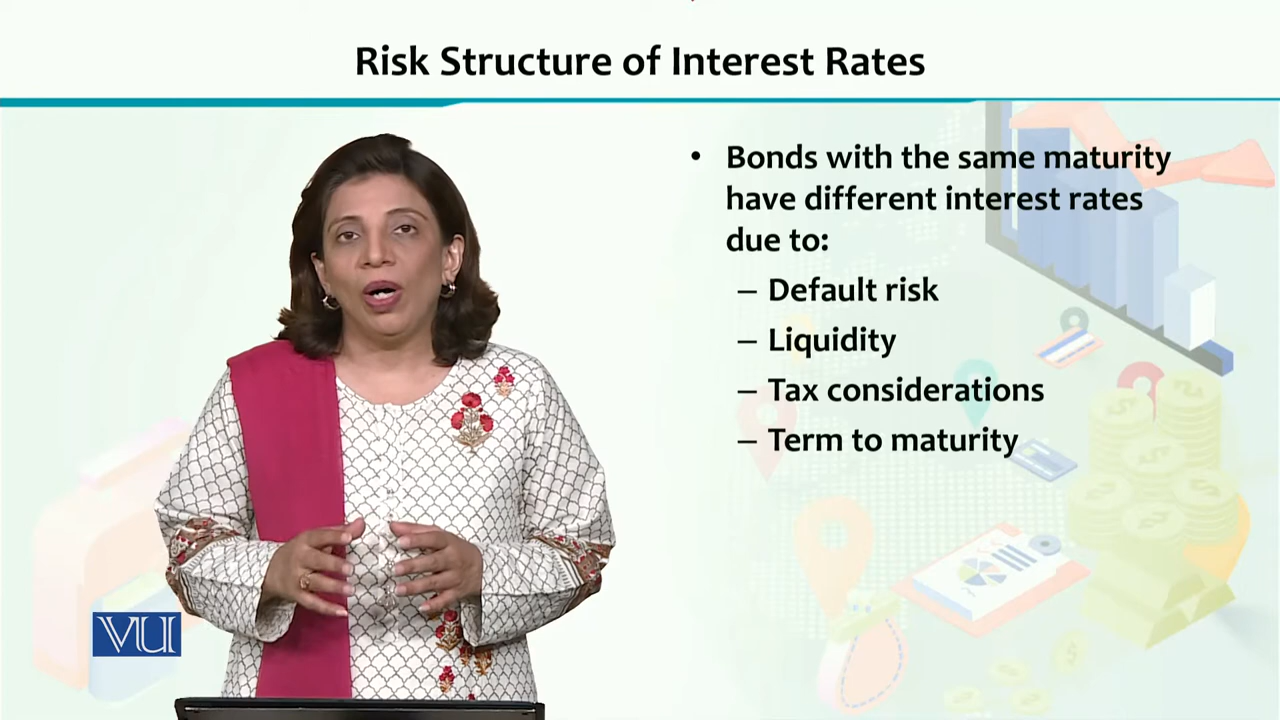 Risk Structure of Interest Rates
• Bonds with the same maturity
have different interest rates
due to:
– Default risk
– Liquidity
– Tax considerations
– Term to maturity
VU